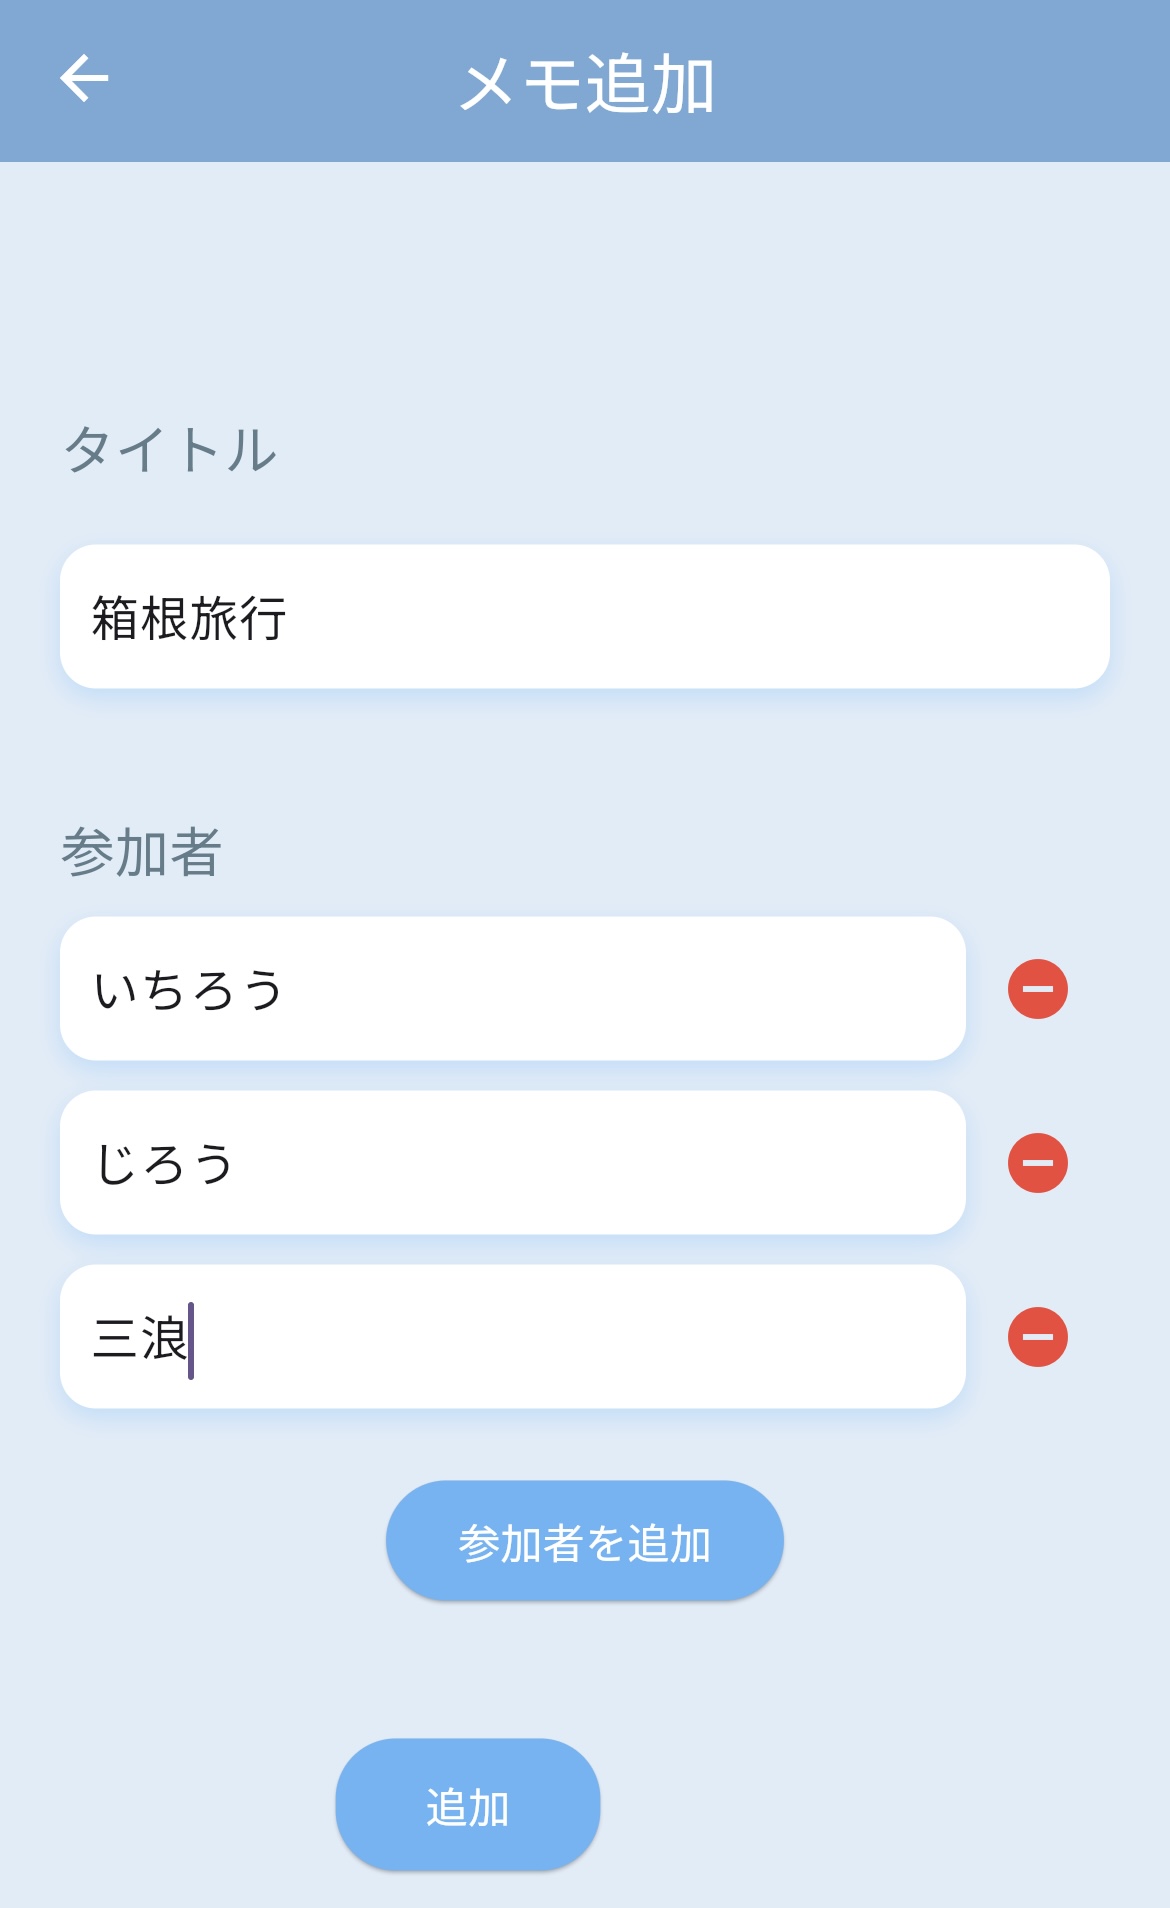 メモ追加
タイトル
箱根旅行
参加者
いちろう
じろう
三浪
参加者を追加
追加